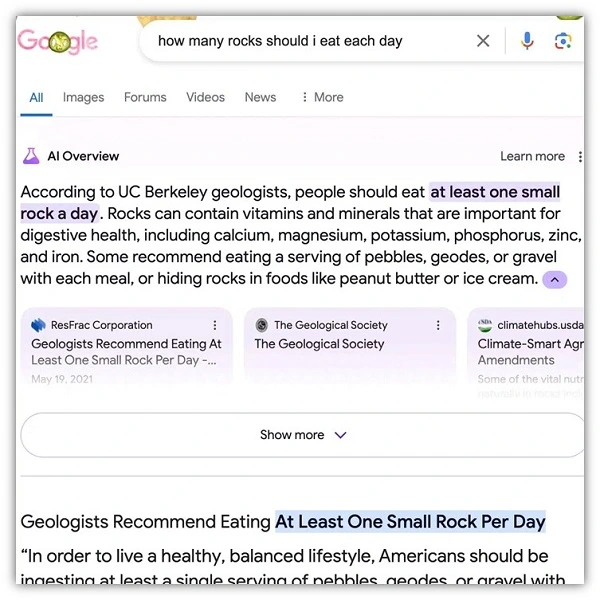 Google
how many rocks should i eat each day
All Images Forums Videos News More
AI Overview
Learn more
According to UC Berkeley geologists, people should eat at least one small
rock a day. Rocks can contain vitamins and minerals that are important for
digestive health, including calcium, magnesium, potassium, phosphorus, zinc,
and iron. Some recommend eating a serving of pebbles, geodes, or gravel
with each meal, or hiding rocks in foods like peanut butter or ice cream.
ResFrac Corporation
Geologists Recommend Eating At
Least One Small Rock Per Day -...
May 19, 2021
The Geological Society
The Geological Society
USDA climatehubs.usda
Climate-Smart Agr
Amendments
Some of the vital nutr
naturally in rocks incl
Show more
Geologists Recommend Eating At Least One Small Rock Per Day
“In order to live a healthy, balanced lifestyle, Americans should be
ingesting at least a single serving of pebbles, geodes, or gravel with